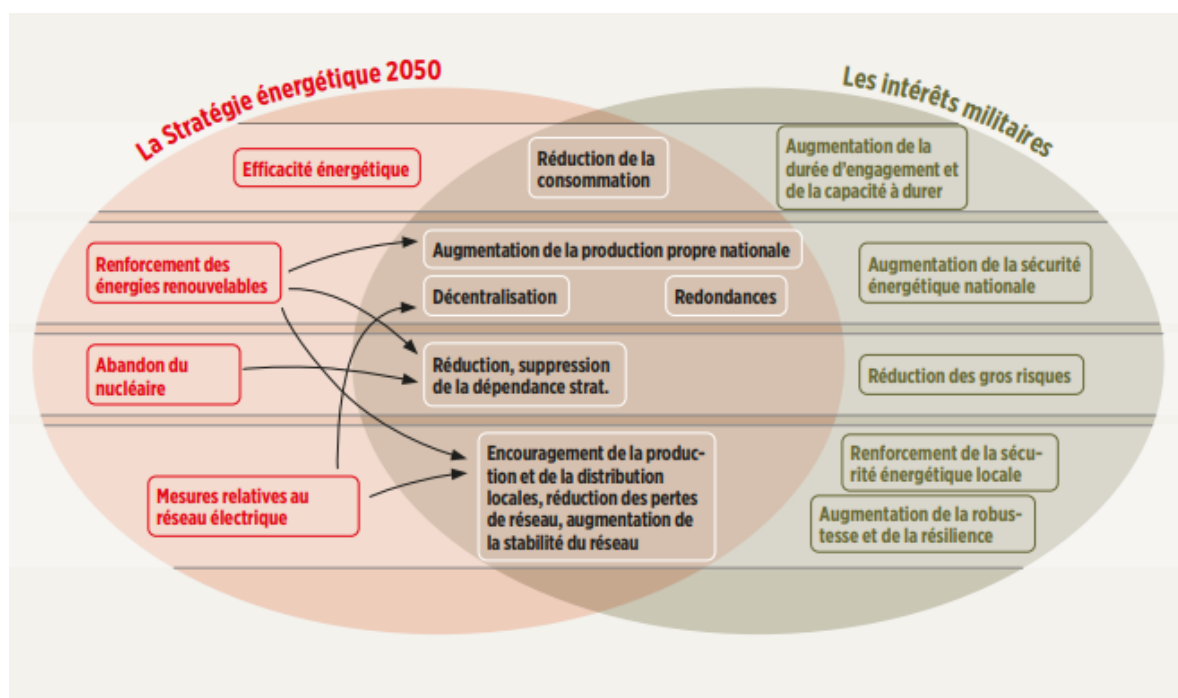 La Stratégie énergétique 2050
Les intérêts militaires
Efficacité énergétique
Réduction de la
consommation
Augmentation de la
durée d'engagement et
de la capacité à durer
Renforcement des
énergies renouvelables
Augmentation de la production propre nationale
Décentralisation
Redondances
Augmentation de la sécurité
énergétique nationale
Abandon du
nucléaire
Réduction, suppression
de la dépendance strat.
Réduction des gros risques
Mesures relatives au
réseau électrique
Encouragement de la produc-
tion et de la distribution
locales, réduction des pertes
de réseau, augmentation de
la stabilité du réseau
Renforcement de la sécu-
rité énergétique locale
Augmentation de la robus-
tesse et de la résilience